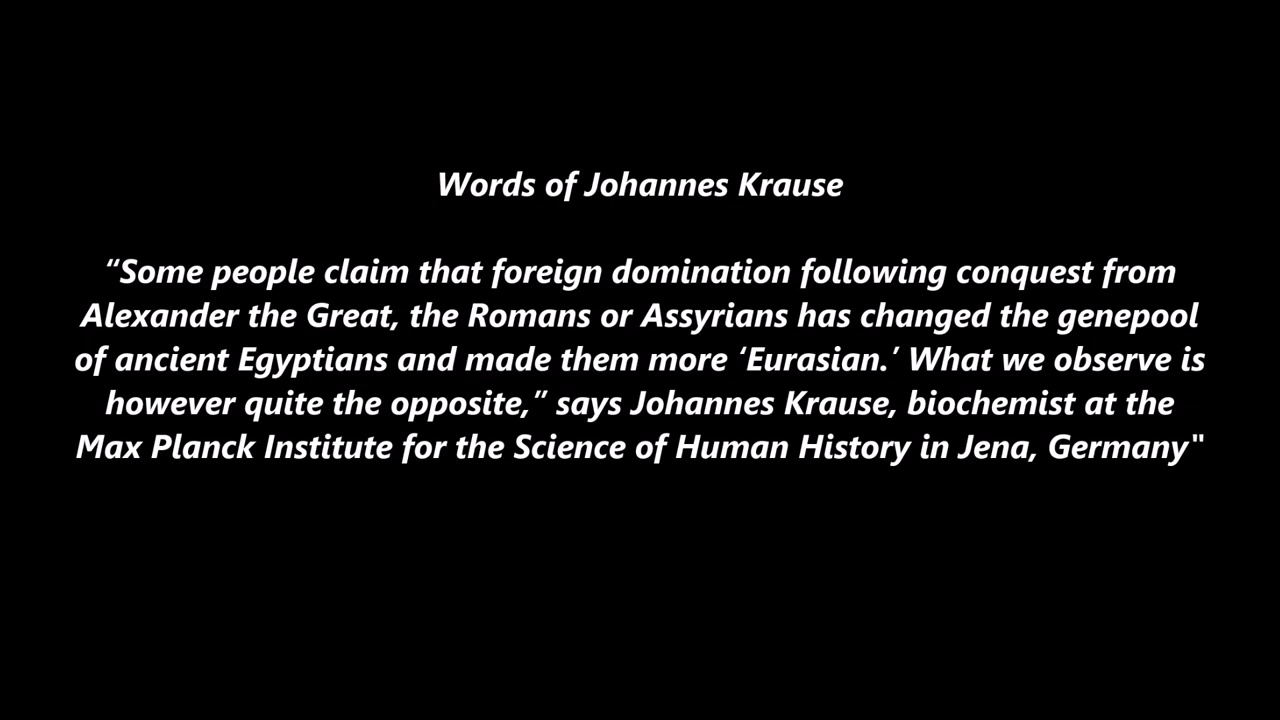 Words of Johannes Krause
“Some people claim that foreign domination following conquest from
Alexander the Great, the Romans or Assyrians has changed the genepool
of ancient Egyptians and made them more ‘Eurasian.’ What we observe is
however quite the opposite,” says Johannes Krause, biochemist at the
Max Planck Institute for the Science of Human History in Jena, Germany"